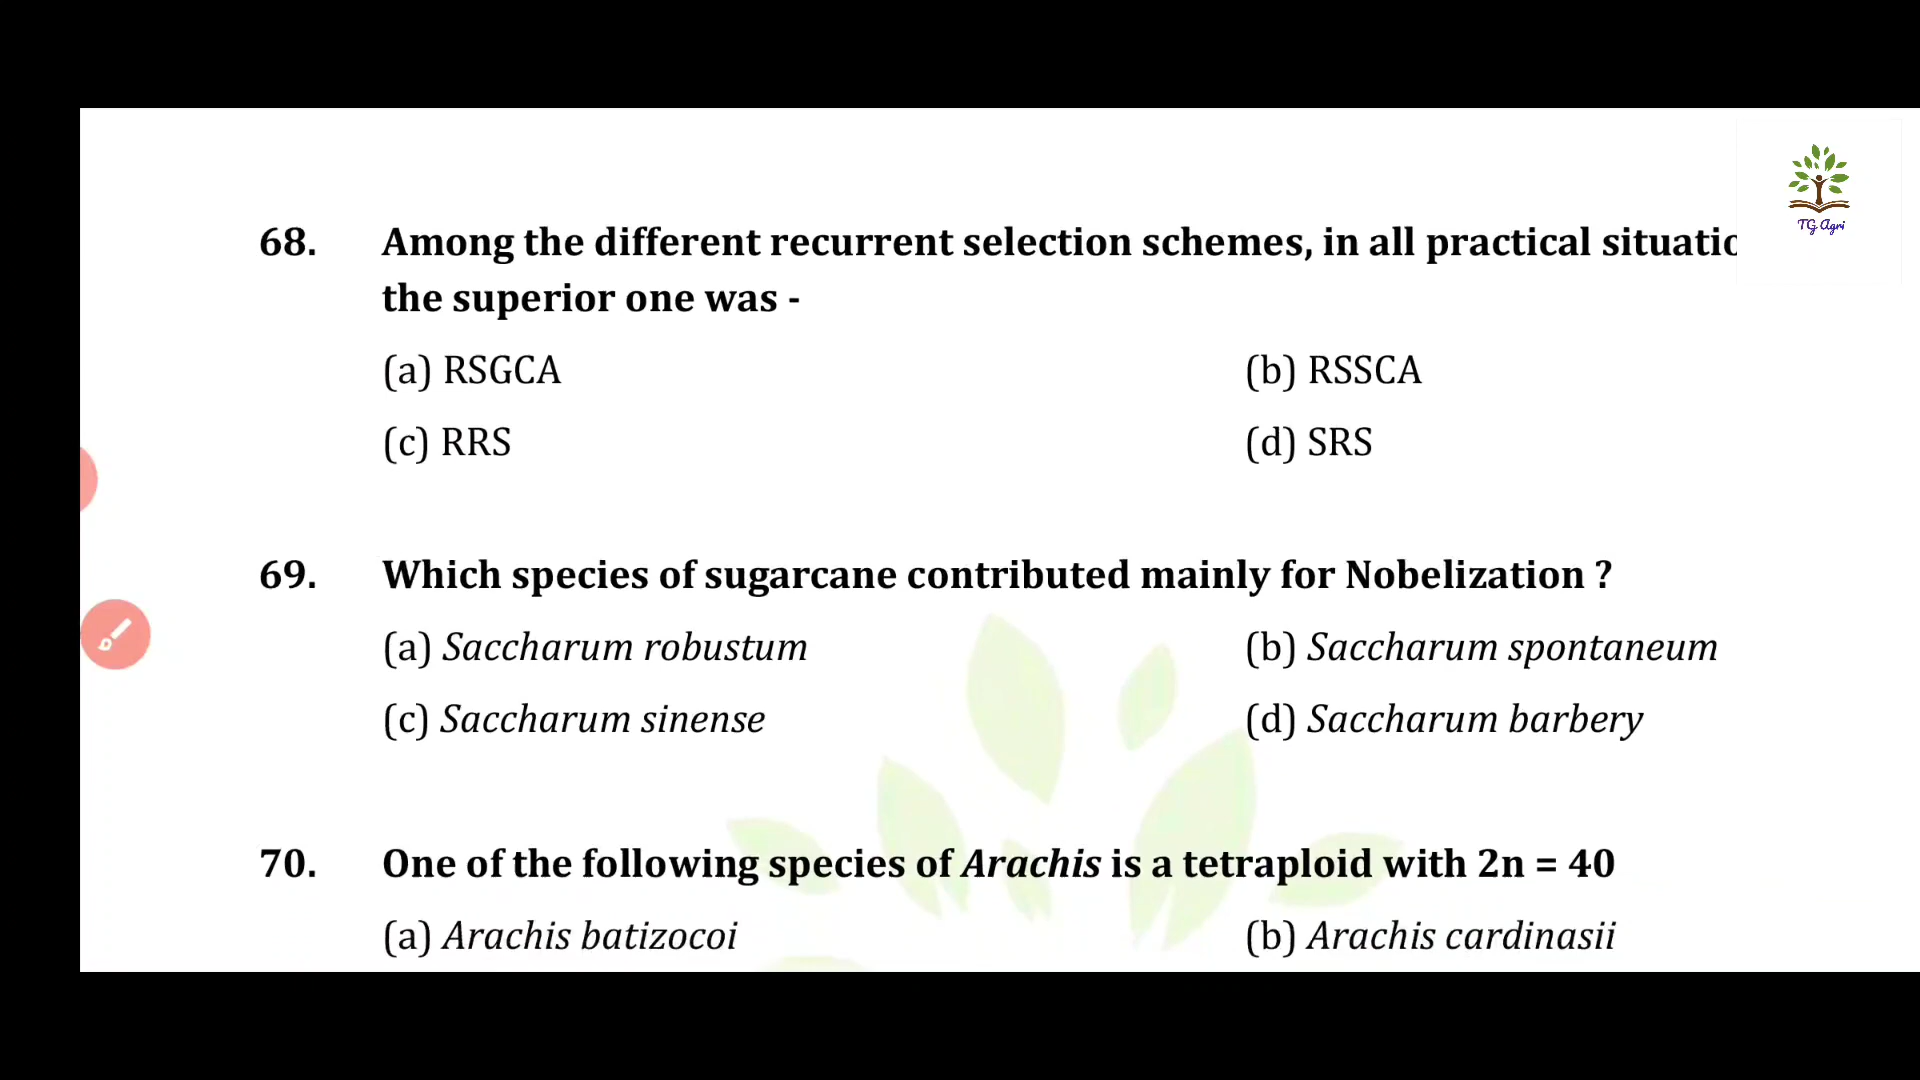 TG Agri
68. Among the different recurrent selection schemes, in all practical
the superior one was -
(a) RSGCA (b) RSSCA
(c) RRS (d) SRS
69. Which species of sugarcane contributed mainly for Nobelization ?
(a) Saccharum robustum (b) Saccharum spontaneum
(c) Saccharum sinense (d) Saccharum barbery
70. One of the following species of Arachis is a tetraploid with 2n = 40
(a) Arachis batizocoi (b) Arachis cardinasii